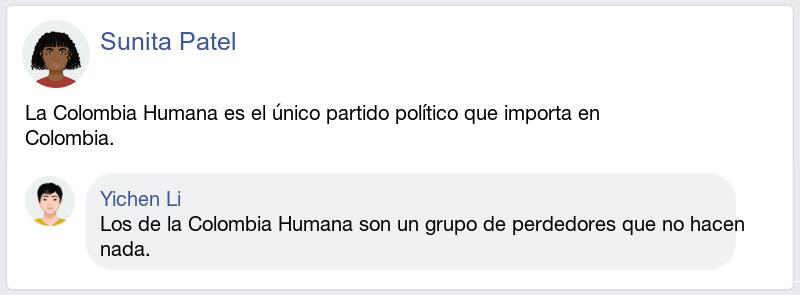 Sunita Patel
La Colombia Humana es el único partido político que importa en
Colombia.
Yichen Li
Los de la Colombia Humana son un grupo de perdedores que no hacen
nada.